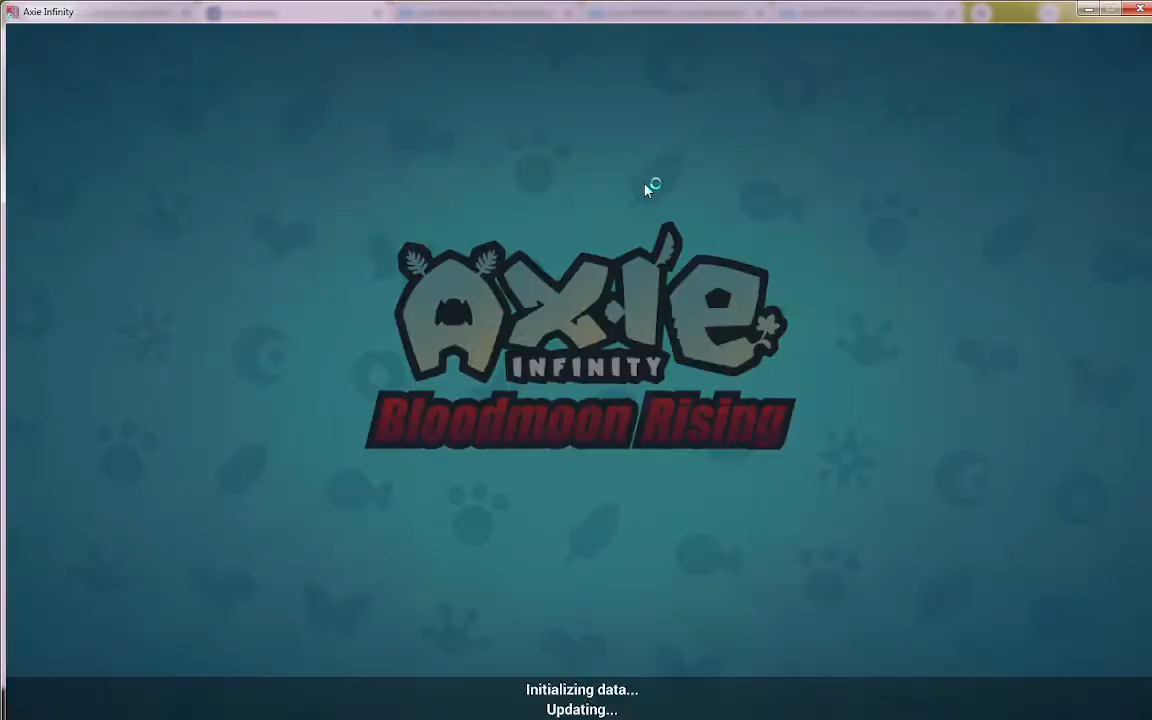 Axie Infinity
Axie
INFINITY
Bloodmoon Rising
Initializing data...
Updating...